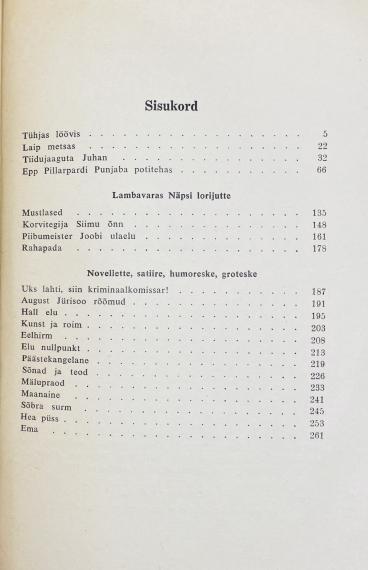 Sisukord
Tühjas löövis . . . . . . . . . . . . . . . . . . 5
Laip metsas . . . . . . . . . . . . . . . . . . 22
Tiidujaaguta Juhan . . . . . . . . . . . . . . . 32
Epp Pillarpardi Punjaba potitehas . . . . . . . . . . 66
Lambavaras Näpsi lorijutte
Mustlased . . . . . . . . . . . . . . . . . . 135
Korvitegija Siimu õnn . . . . . . . . . . . . . . 148
Piibumeister Joobi ulaelu . . . . . . . . . . . . . 161
Rahapada . . . . . . . . . . . . . . . . . . 178
Novellette, satiire, humoreske, groteske
Uks lahti, siin kriminaalkomissar! . . . . . . . . . . 187
August Jürisoo rõõmud . . . . . . . . . . . . . . 191
Hall elu . . . . . . . . . . . . . . . . . . . 195
Kunst ja roim . . . . . . . . . . . . . . . . . 203
Eelhirm . . . . . . . . . . . . . . . . . . . 208
Elu nullpunkt . . . . . . . . . . . . . . . . . 213
Päästekangelane . . . . . . . . . . . . . . . . 219
Sõnad ja teod . . . . . . . . . . . . . . . . . 226
Mälupraod . . . . . . . . . . . . . . . . . . 233
Maanaine . . . . . . . . . . . . . . . . . . 241
Sõbra surm . . . . . . . . . . . . . . . . . . 245
Hea püss . . . . . . . . . . . . . . . . . . . 253
Ema . . . . . . . . . . . . . . . . . . . . 261